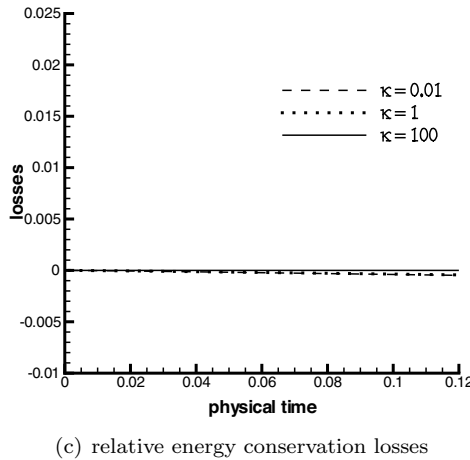 0.025
0.02
0.015
0.01
0.005
0
-0.005
-0.01
losses
κ=0.01
κ=1
κ=100
0 0.02 0.04 0.06 0.08 0.1 0.12
physical time
(c) relative energy conservation losses